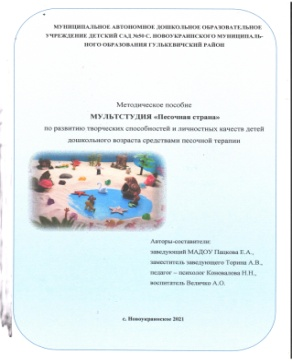 МУНИЦИПАЛЬНОЕ АВТОНОМНОЕ ДОШКОЛЬНОЕ ОБРАЗОВАТЕЛЬНОЕ
УЧРЕЖДЕНИЕ ДЕТСКИЙ САД №50 С. НОВОУКРАИНСКОГО МУНИЦИПАЛЬ-
НОГО ОБРАЗОВАНИЯ ГУЛЬКЕВИЧСКИЙ РАЙОН
Методическое пособие
МУЛЬТСТУДИЯ «Песочная страна»
по развитию творческих способностей и личностных качеств детей
дошкольного возраста средствами песочной терапии
Авторы-составители:
заведующий МАДОУ Пацкова Е.А.,
заместитель заведующего Торина А.В.,
педагог – психолог Коновалова Н.Н.,
воспитатель Величко А.О.
с. Новоукраинское 2021